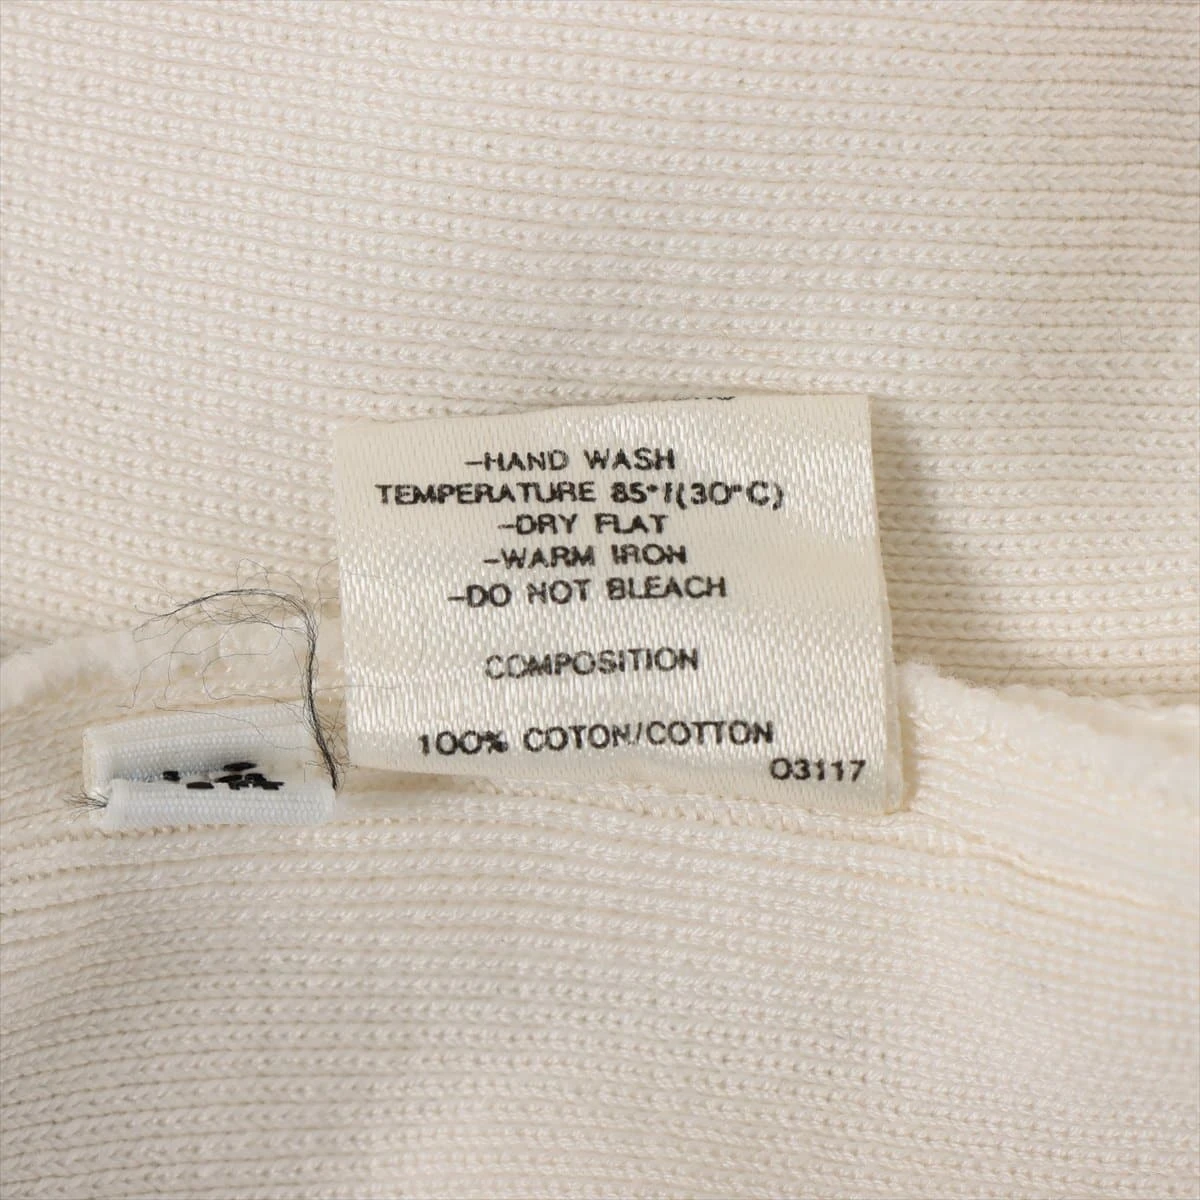 -HAND WASH
TEMPERATURE 85°F(30°C)
-DRY FLAT
-WARM IRON
-DO NOT BLEACH
COMPOSITION
100% COTON/COTTON
03117